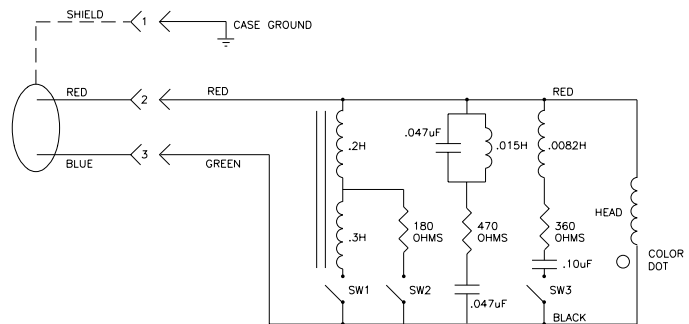 SHIELD
1
CASE GROUND
RED
2
RED
RED
BLUE
3
GREEN
.2H
.3H
180
OHMS
.047uF
.015H
470
OHMS
.047uF
.0082H
360
OHMS
.10uF
HEAD
COLOR
DOT
SW1
SW2
SW3
BLACK